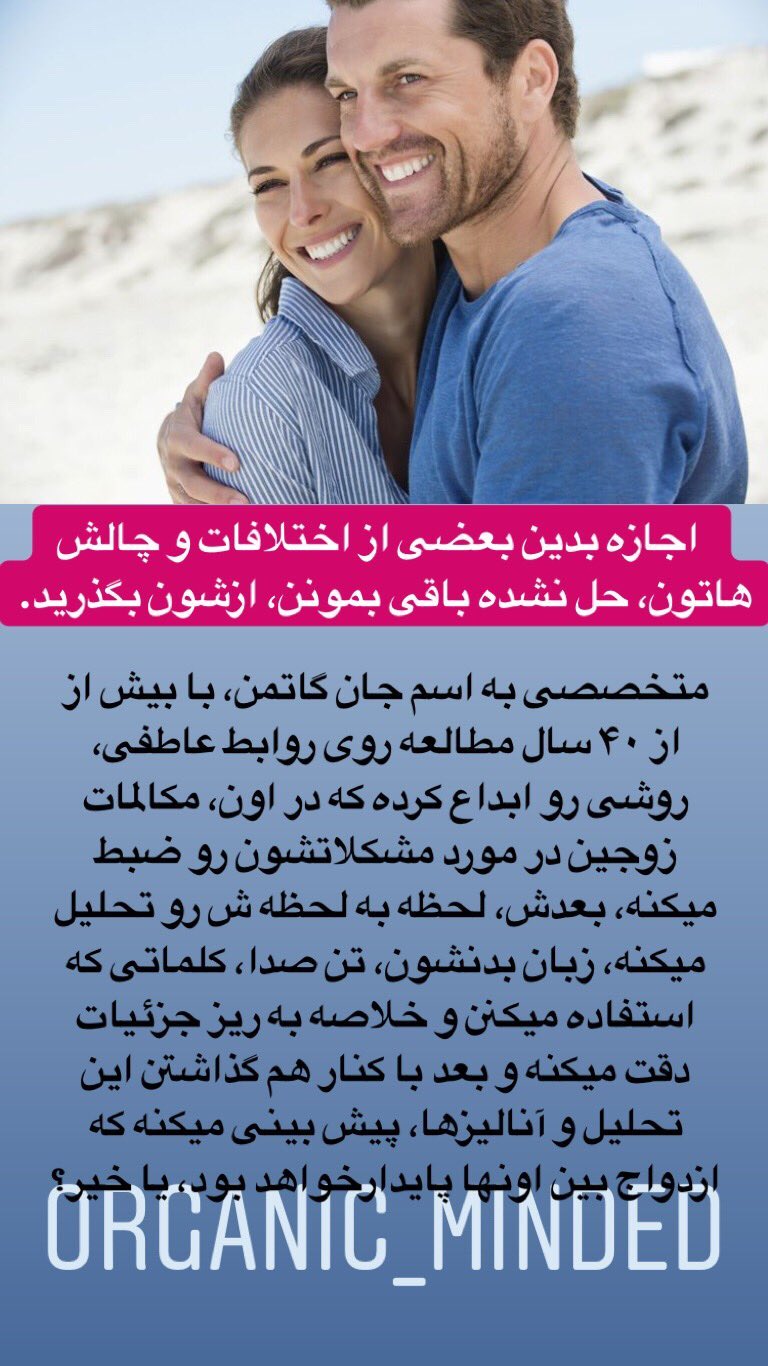 اجازه بدین بعضی از اختلافات و چالش
هاتون، حل نشده باقی بمونن، ازشون بگذرید.
متخصصی به اسم جان گاتمن، با بیش از
از ۴۰ سال مطالعه روی روابط عاطفی،
روشی رو ابداع کرده که در اون، مکالمات
زوجین در مورد مشکلاتشون رو ضبط
میکنه، بعدش، لحظه به لحظه ش رو تحلیل
میکنه، زبان بدنشون، تن صدا، کلماتی که
استفاده میکنن و خلاصه به ریز جزئیات
دقت میکنه و بعد با کنار هم گذاشتن این
تحلیل و آنالیزها، پیش بینی میکنه که
ازدواج بین اونها پایدارخواهد بود، یا خیر؟
ORGANIC_MINDED